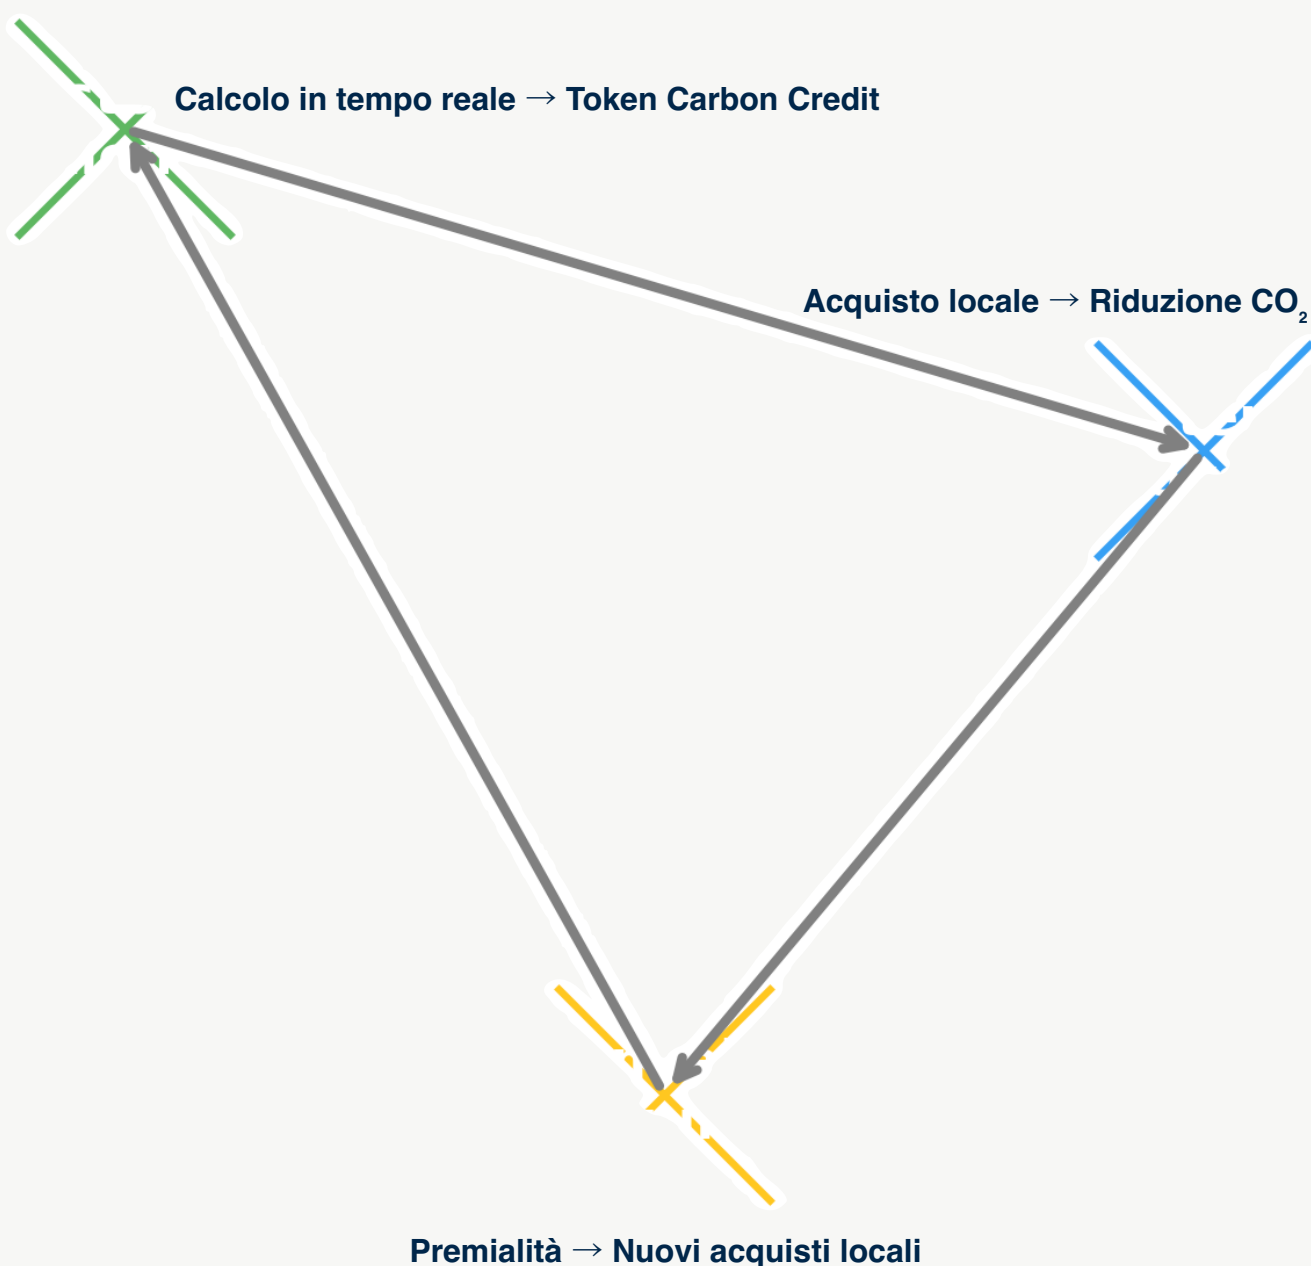 Calcolo in tempo reale → Token Carbon Credit
Acquisto locale → Riduzione CO₂
Premialità → Nuovi acquisti locali